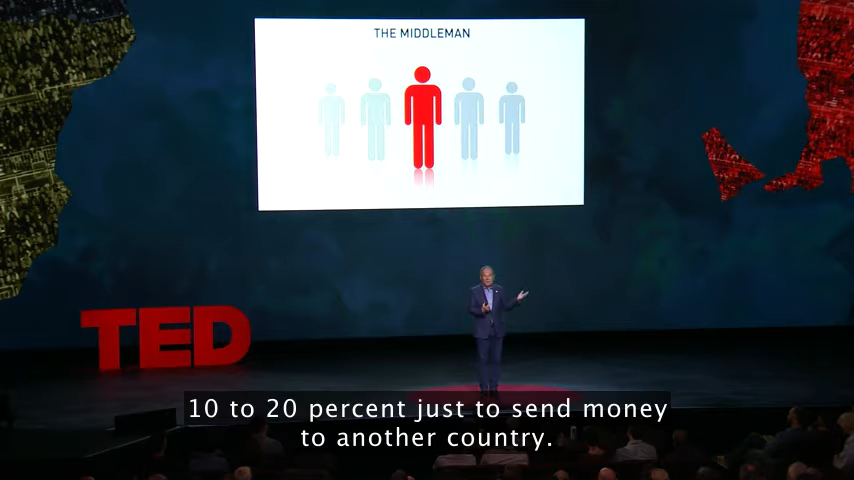 THE MIDDLEMAN
TED
10 to 20 percent just to send money
to another country.